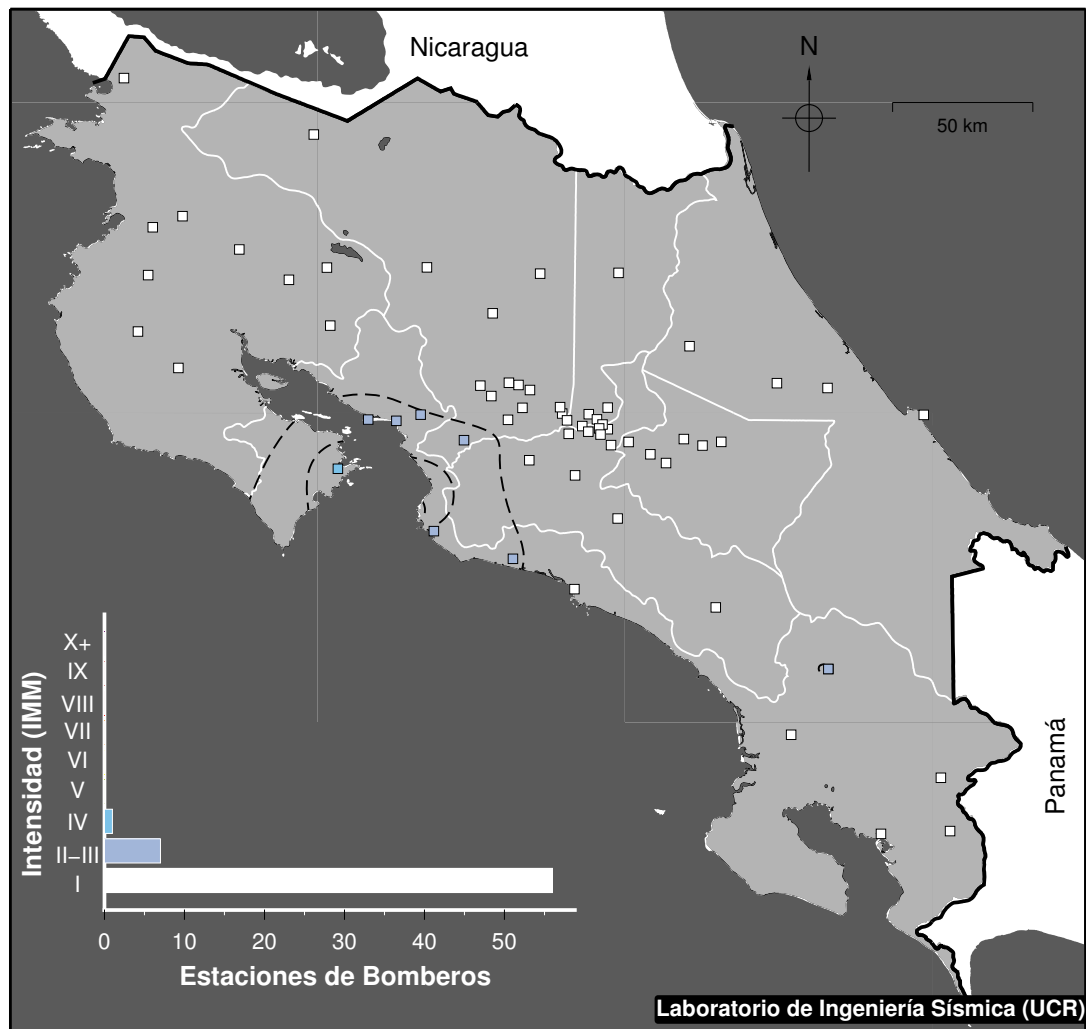 Nicaragua
N
50 km
Panamá
Intensidad (IMM)
X+
IX
VIII
VII
VI
V
IV
II−III
I
0 10 20 30 40 50
Estaciones de Bomberos
Laboratorio de Ingeniería Sísmica (UCR)